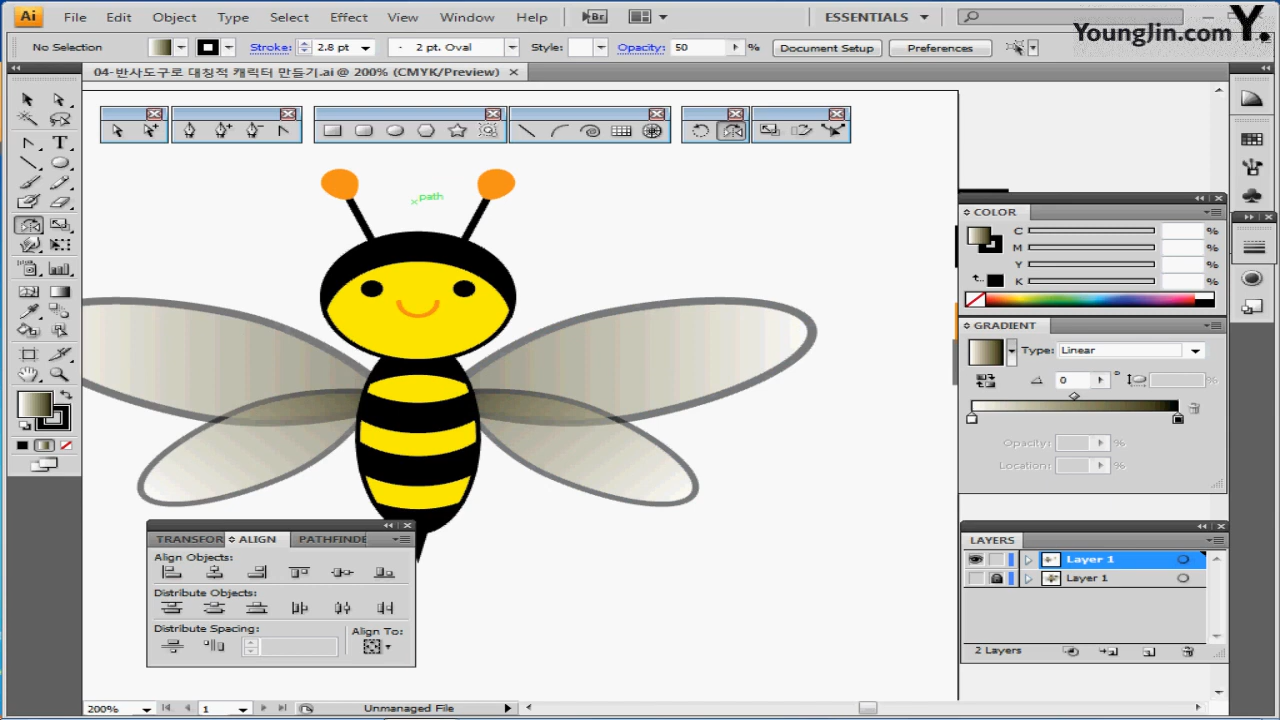 Ai File Edit Object Type Select Effect View Window Help Br ESSENTIALS
YoungJin.com Y.
No Selection Stroke: 2.8 pt 2 pt. Oval Style: Opacity: 50 % Document Setup Preferences
04-반사도구로 대칭적 캐릭터 만들기.ai @ 200% (CMYK/Preview)
path
COLOR
C %
M %
Y %
K %
GRADIENT
Type: Linear
0 ° %
Opacity: %
Location: %
TRANSFOR ALIGN PATHFINDE
Align Objects:
Distribute Objects:
Distribute Spacing: Align To:
LAYERS
Layer 1
Layer 1
2 Layers
200% 1 Unmanaged File